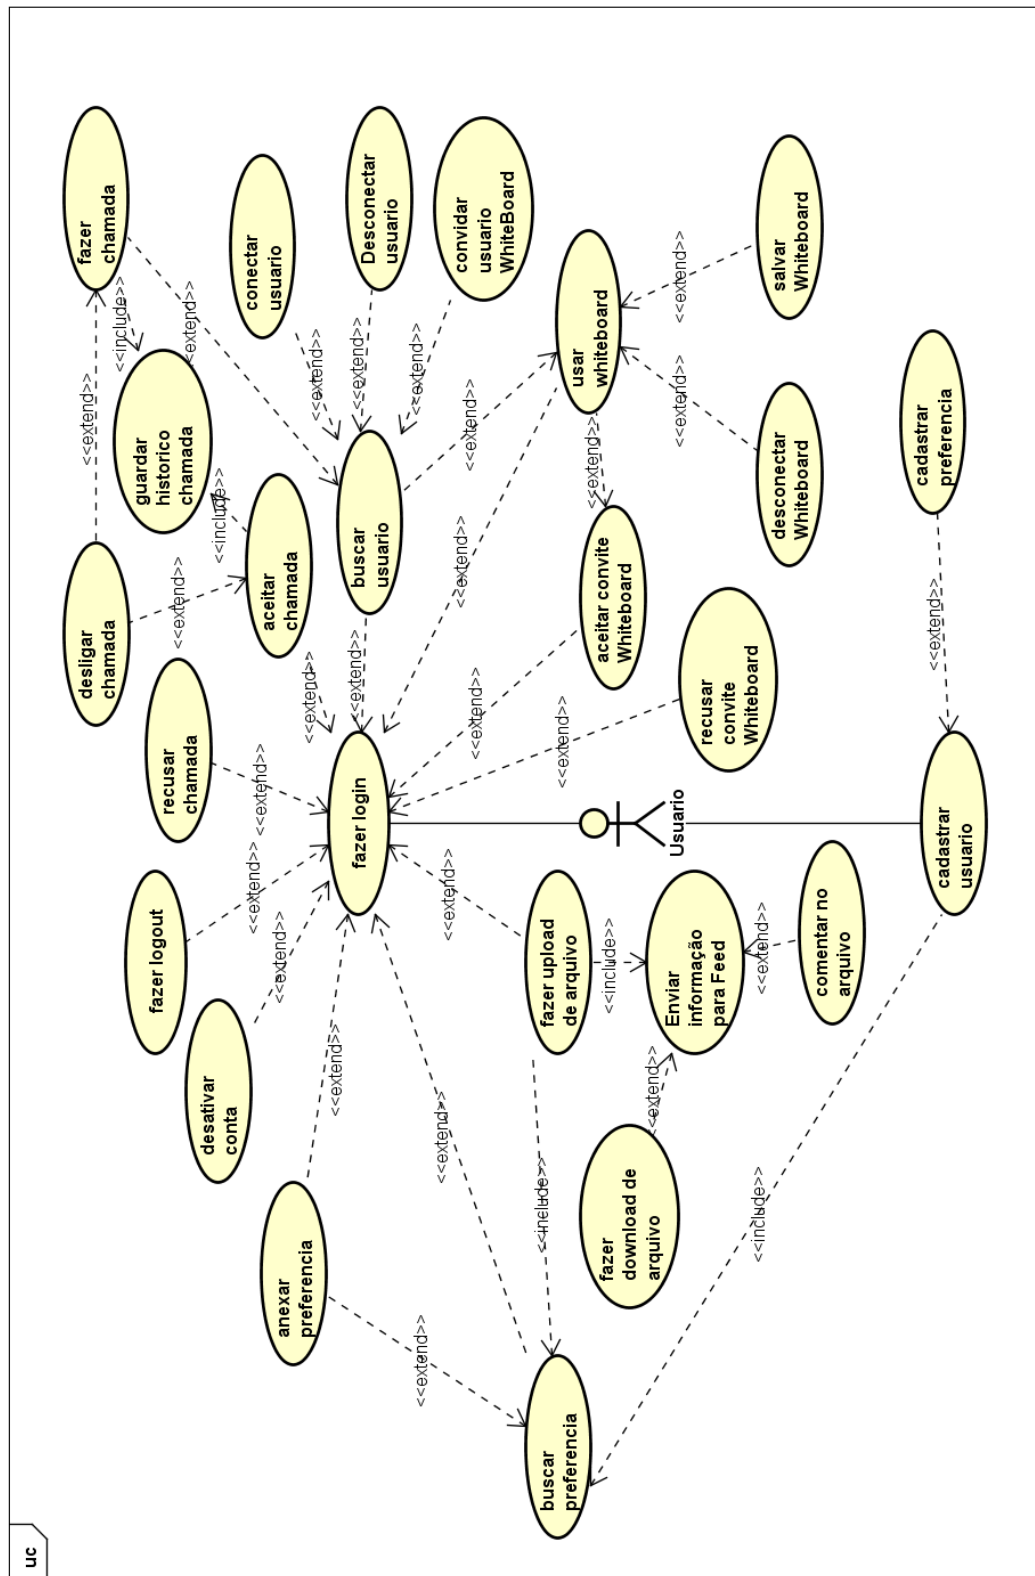 uc
desligar
chamada
<<extend>>
fazer
chamada
<<include>>
guardar
historico
chamada
fazer logout
recusar
chamada
<<extend>>
<<extend>>
desativar
conta
<<include>>
<<extend>>
<<extend>>
aceitar
chamada
conectar
usuario
<<extend>>
anexar
preferencia
<<extend>>
<<extend>>
<<extend>>
fazer login
<<extend>>
buscar
usuario
<<extend>>
Desconectar
usuario
<<extend>>
<<extend>>
<<extend>>
<<extend>>
<<extend>>
<<extend>>
<<extend>>
convidar
usuario
WhiteBoard
<<include>>
buscar
preferencia
fazer upload
de arquivo
<<extend>>
usar
whiteboard
<<extend>>
<<include>>
aceitar convite
Whiteboard
fazer
download de
arquivo
<<extend>>
<<extend>>
<<extend>>
Usuario
Enviar
informação
para Feed
recusar
convite
Whiteboard
<<include>>
<<extend>>
desconectar
Whiteboard
salvar
Whiteboard
comentar no
arquivo
<<extend>>
cadastrar
preferencia
cadastrar
usuario